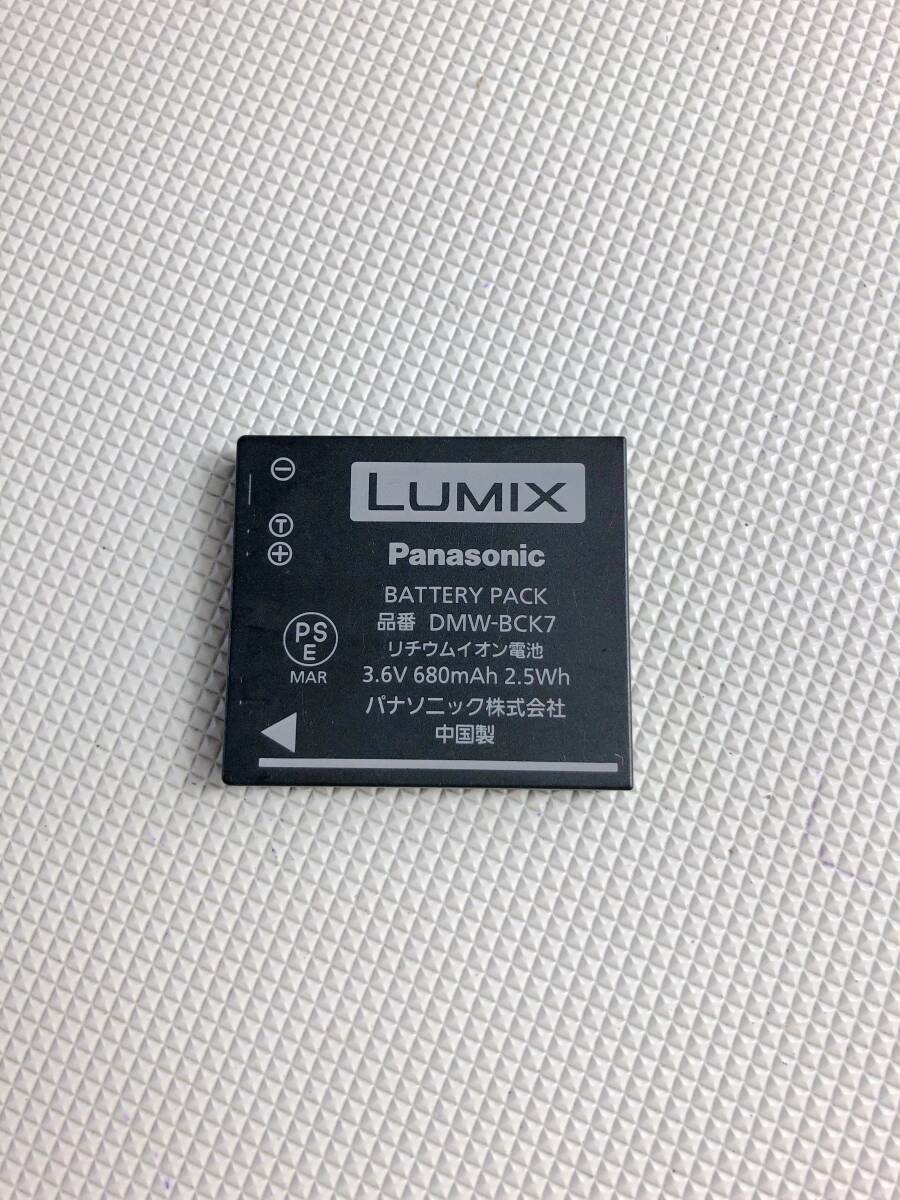 LUMIX
Panasonic
BATTERY PACK
品番 DMW-BCK7
リチウムイオン電池
3.6V 680mAh 2.5Wh
パナソニック株式会社
中国製
T
PS
E
MAR